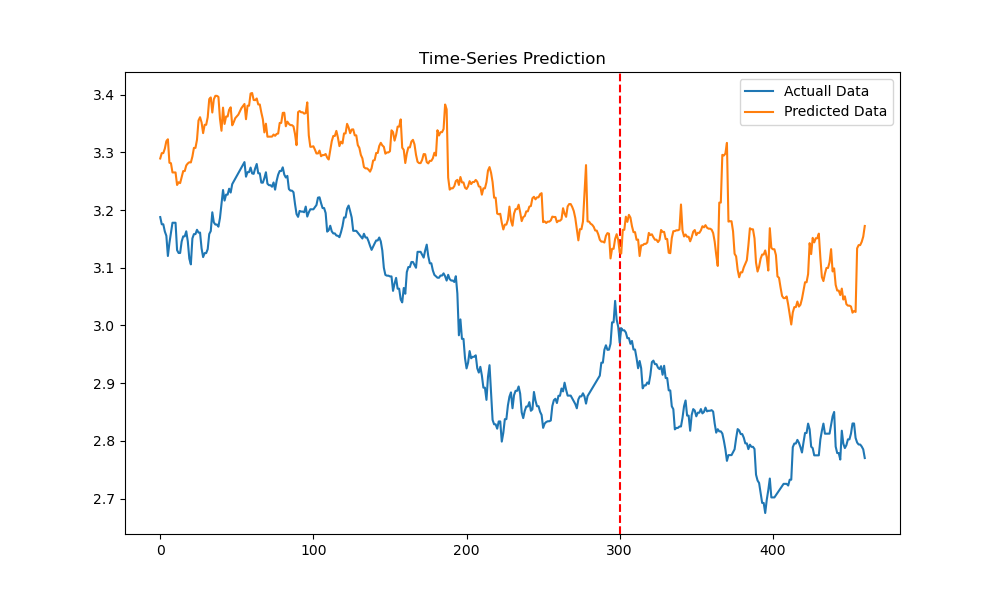 Time-Series Prediction
Actuall Data
Predicted Data
3.4
3.3
3.2
3.1
3.0
2.9
2.8
2.7
0 100 200 300 400